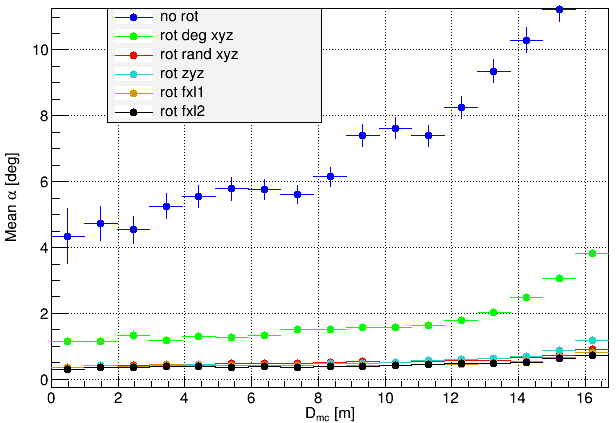 no rot
rot deg xyz
rot rand xyz
rot zyz
rot fxl1
rot fxl2
Mean α [deg]
10
8
6
4
2
0
0 2 4 6 8 10 12 14 16
D_mc [m]